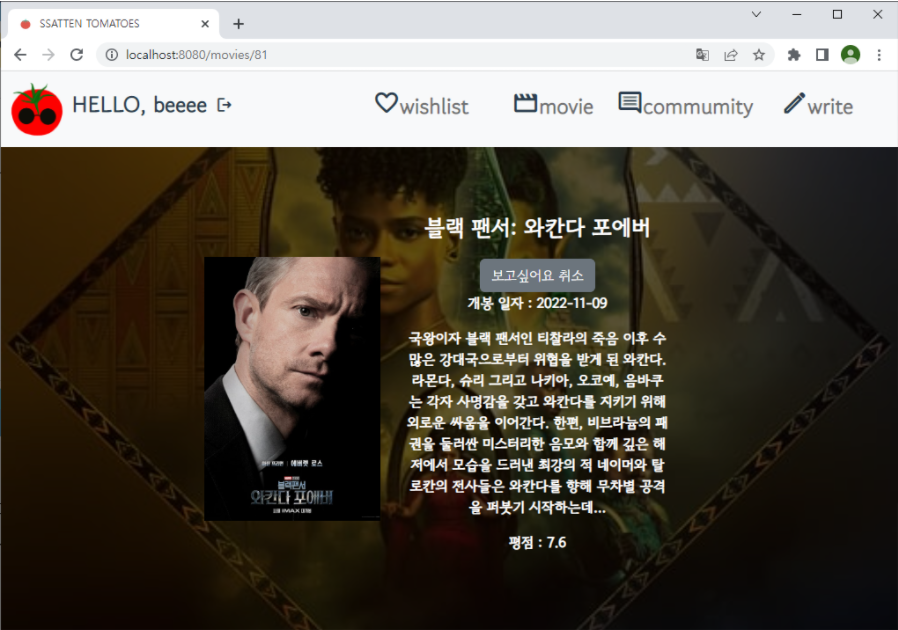 SSATTEN TOMATOES
localhost:8080/movies/81
HELLO, beeee
wishlist
movie
commumity
write
블랙 팬서: 와칸다 포에버
보고싶어요 취소
개봉 일자 : 2022-11-09
국왕이자 블랙 팬서인 티찰라의 죽음 이후 수
많은 강대국으로부터 위협을 받게 된 와칸다.
라몬다, 슈리 그리고 나키아, 오코예, 음바쿠
는 각자 사명감을 갖고 와칸다를 지키기 위해
외로운 싸움을 이어간다. 한편, 비브라늄의 패
권을 둘러싼 미스터리한 음모와 함께 깊은 해
저에서 모습을 드러낸 최강의 적 네이머와 탈
로칸의 전사들은 와칸다를 향해 무차별 공격
을 퍼붓기 시작하는데...
평점 : 7.6
에버렛 로스
블랙팬서
와칸다 포에버
IMAX 대개봉